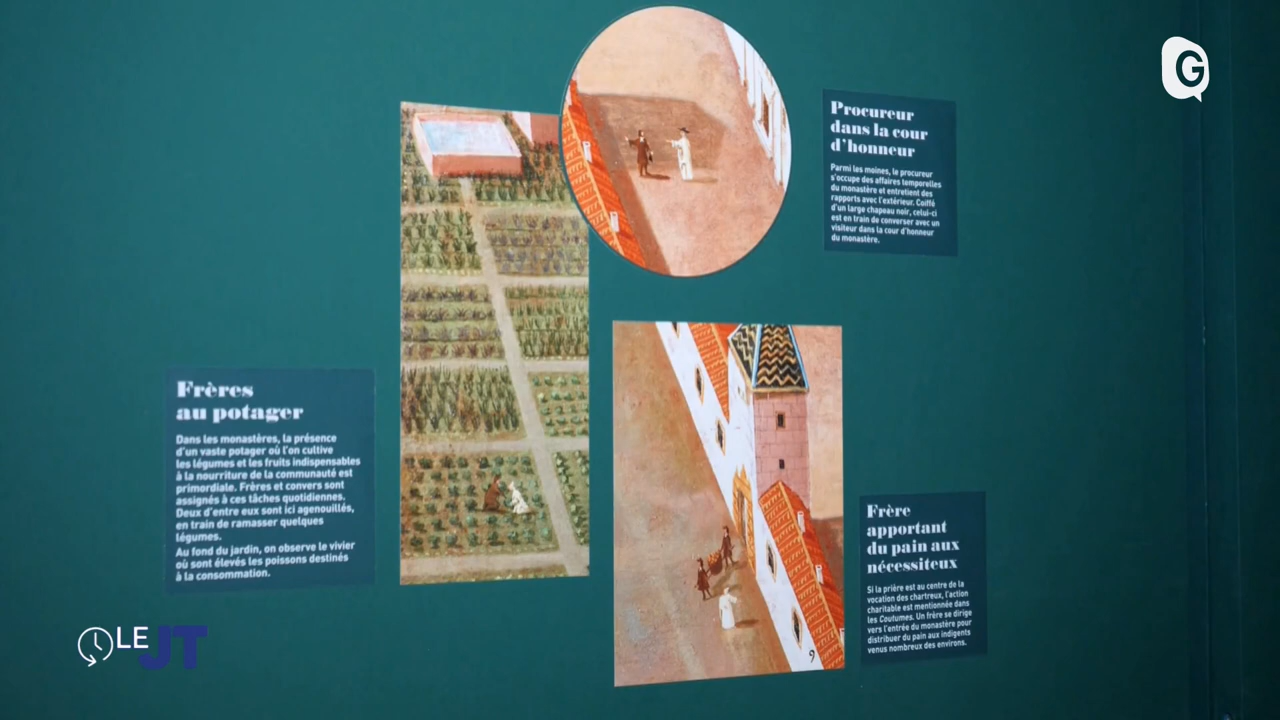 G
Procureur
dans la cour
d'honneur
Parmi les moines, le procureur
s'occupe des affaires temporelles
du monastère et entretient des
rapports avec l'extérieur. Coiffé
d'un large chapeau noir, celui-ci
est en train de converser avec un
visiteur dans la cour d'honneur
du monastère.
Frères
au potager
Dans les monastères, la présence
d'un vaste potager où l'on cultive
les légumes et les fruits indispensables
à la nourriture de la communauté est
primordiale. Frères et convers sont
assignés à ces tâches quotidiennes.
Deux d'entre eux sont ici agenouillés,
en train de ramasser quelques
légumes.
Au fond du jardin, on observe le vivier
où sont élevés les poissons destinés
à la consommation.
Frère
apportant
du pain aux
nécessiteux
Si la prière est au centre de la
vocation des chartreux, l'action
charitable est mentionnée dans
les Coutumes. Un frère se dirige
vers l'entrée du monastère pour
distribuer du pain aux indigents
venus nombreux des environs.
9
LE JT